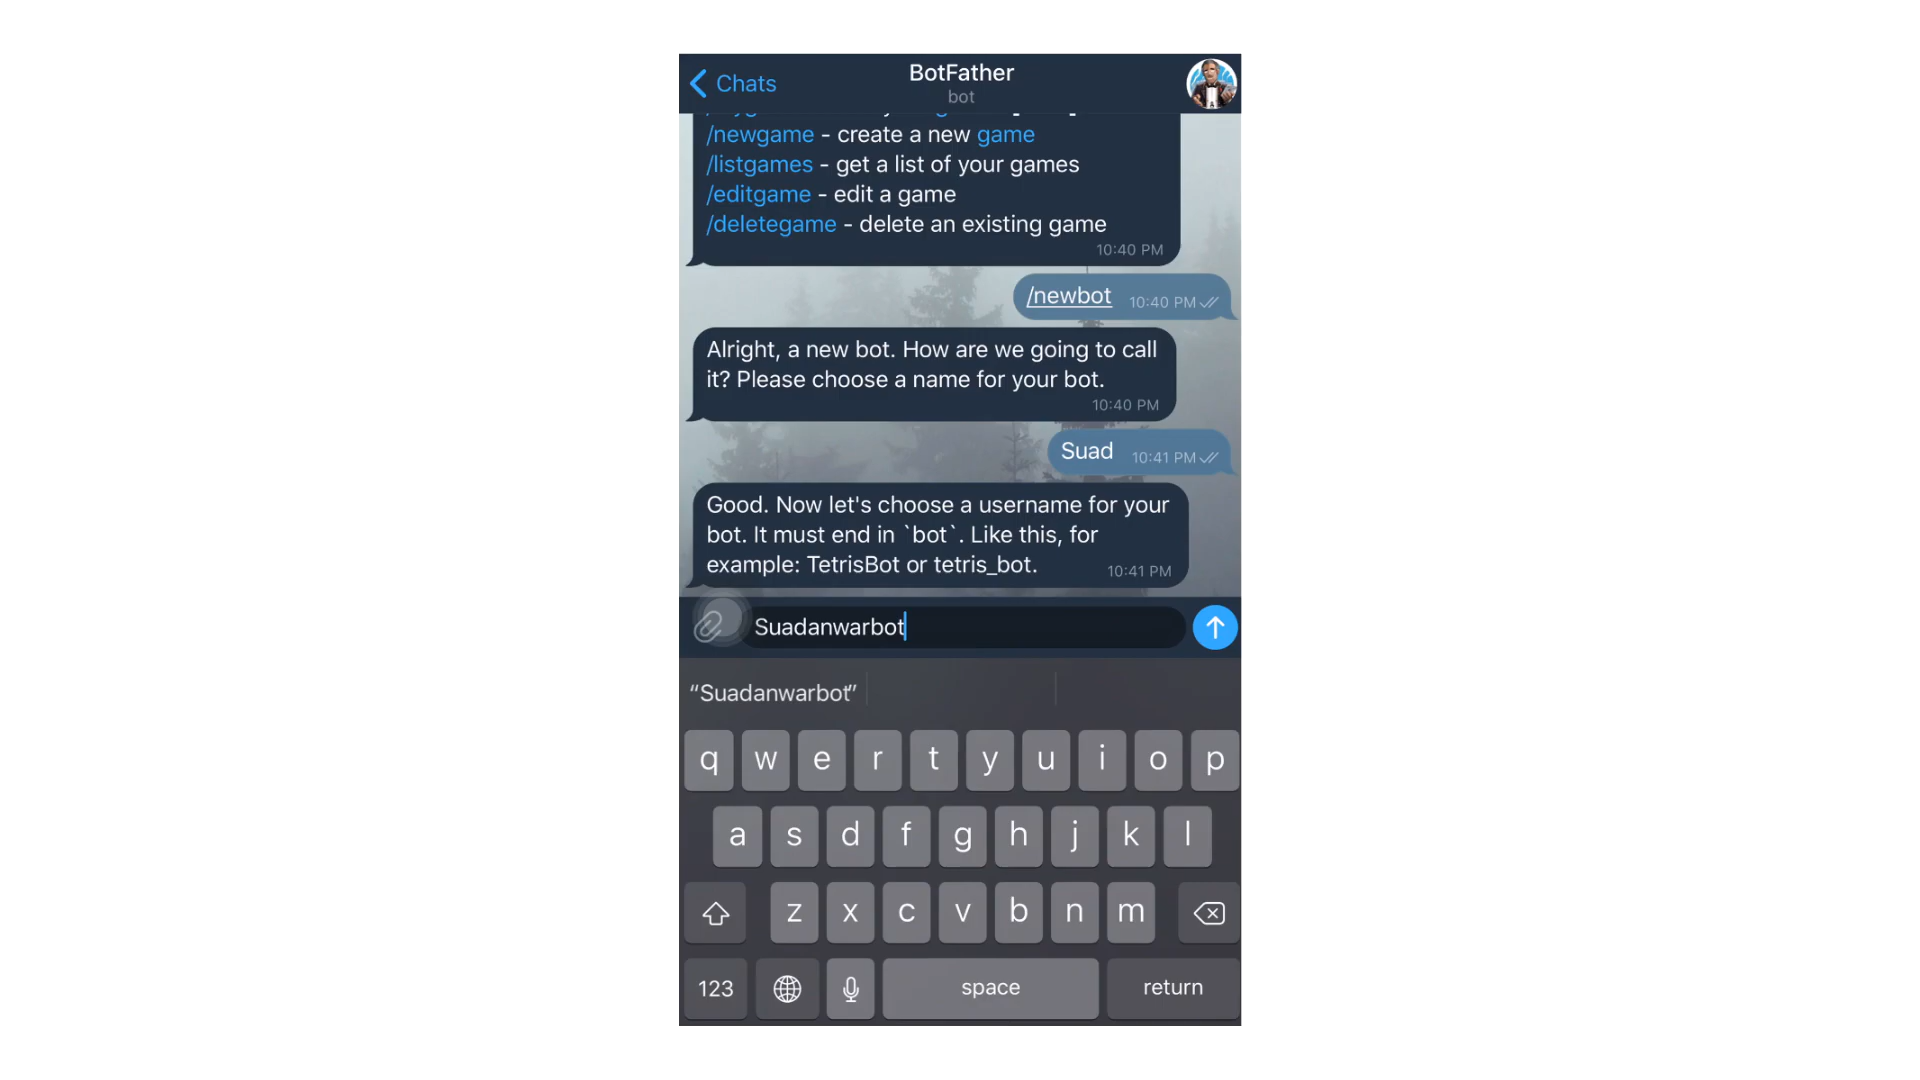 Chats
BotFather
bot
/newgame - create a new game
/listgames - get a list of your games
/editgame - edit a game
/deletegame - delete an existing game
10:40 PM
/newbot 10:40 PM
Alright, a new bot. How are we going to call
it? Please choose a name for your bot.
10:40 PM
Suad 10:41 PM
Good. Now let's choose a username for your
bot. It must end in `bot`. Like this, for
example: TetrisBot or tetris_bot. 10:41 PM
Suadanwarbot
“Suadanwarbot”
q w e r t y u i o p
a s d f g h j k l
z x c v b n m
123 space return